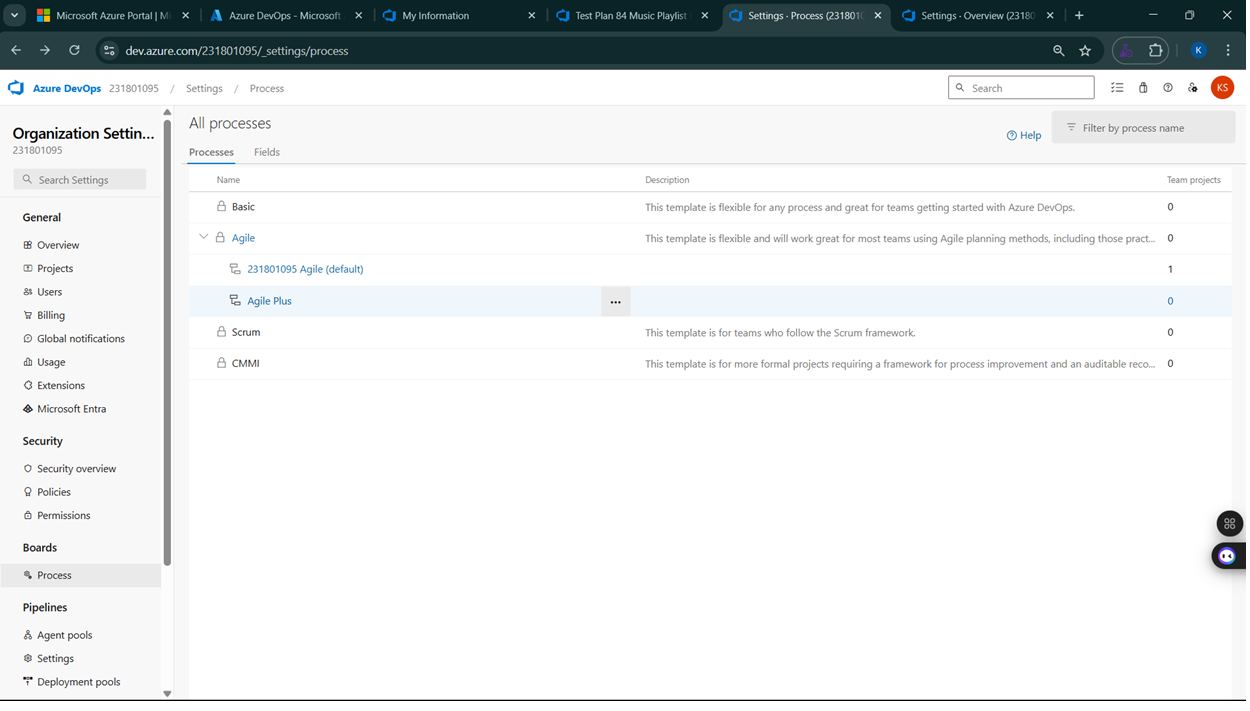 Microsoft Azure Portal | Mi
Azure DevOps - Microsoft
My Information
Test Plan 84 Music Playlist
Settings · Process (231801
Settings · Overview (23180
dev.azure.com/231801095/_settings/process
K
Azure DevOps 231801095 / Settings / Process
Search
KS
Organization Settin...
231801095
Search Settings
General
Overview
Projects
Users
Billing
Global notifications
Usage
Extensions
Microsoft Entra
Security
Security overview
Policies
Permissions
Boards
Process
Pipelines
Agent pools
Settings
Deployment pools
All processes
Help
Filter by process name
Processes Fields
Name Description Team projects
Basic This template is flexible for any process and great for teams getting started with Azure DevOps. 0
Agile This template is flexible and will work great for most teams using Agile planning methods, including those pract... 0
231801095 Agile (default) 1
Agile Plus ... 0
Scrum This template is for teams who follow the Scrum framework. 0
CMMI This template is for more formal projects requiring a framework for process improvement and an auditable reco... 0